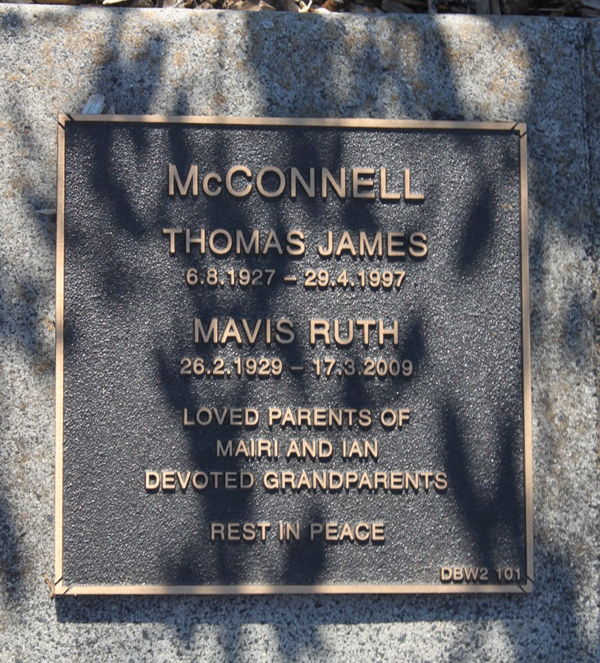 McCONNELL
THOMAS JAMES
6.8.1927 – 29.4.1997
MAVIS RUTH
26.2.1929 – 17.3.2009
LOVED PARENTS OF
MAIRI AND IAN
DEVOTED GRANDPARENTS
REST IN PEACE
DBW2 101